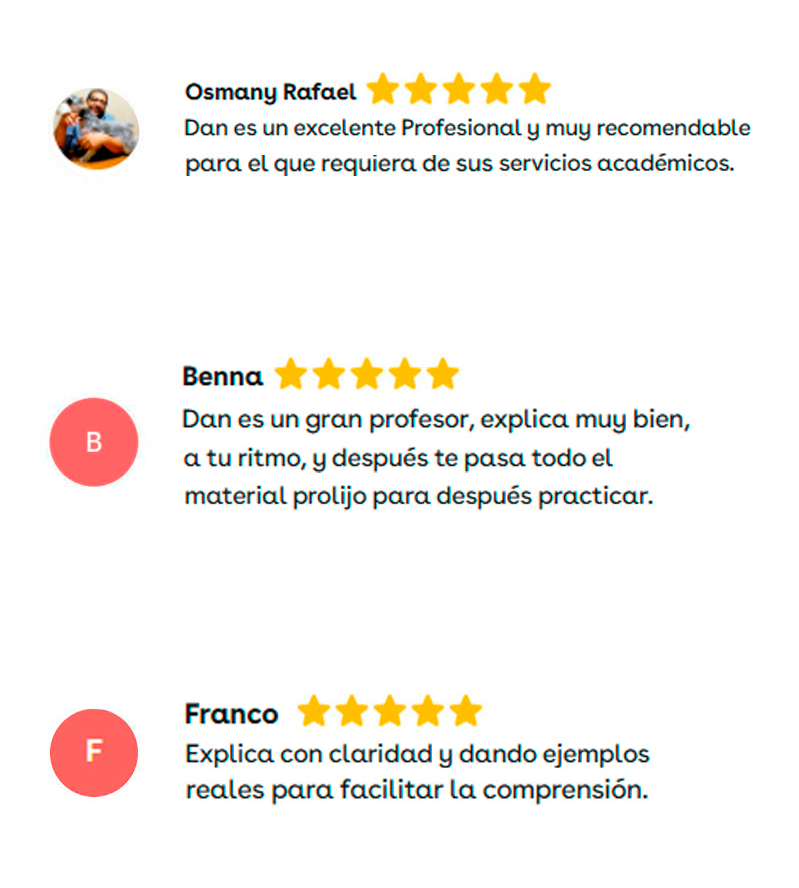 Osmany Rafael
Dan es un excelente Profesional y muy recomendable
para el que requiera de sus servicios académicos.
Benna
Dan es un gran profesor, explica muy bien,
B
a tu ritmo, y después te pasa todo el
material prolijo para después practicar.
Franco
F
Explica con claridad y dando ejemplos
reales para facilitar la comprensión.